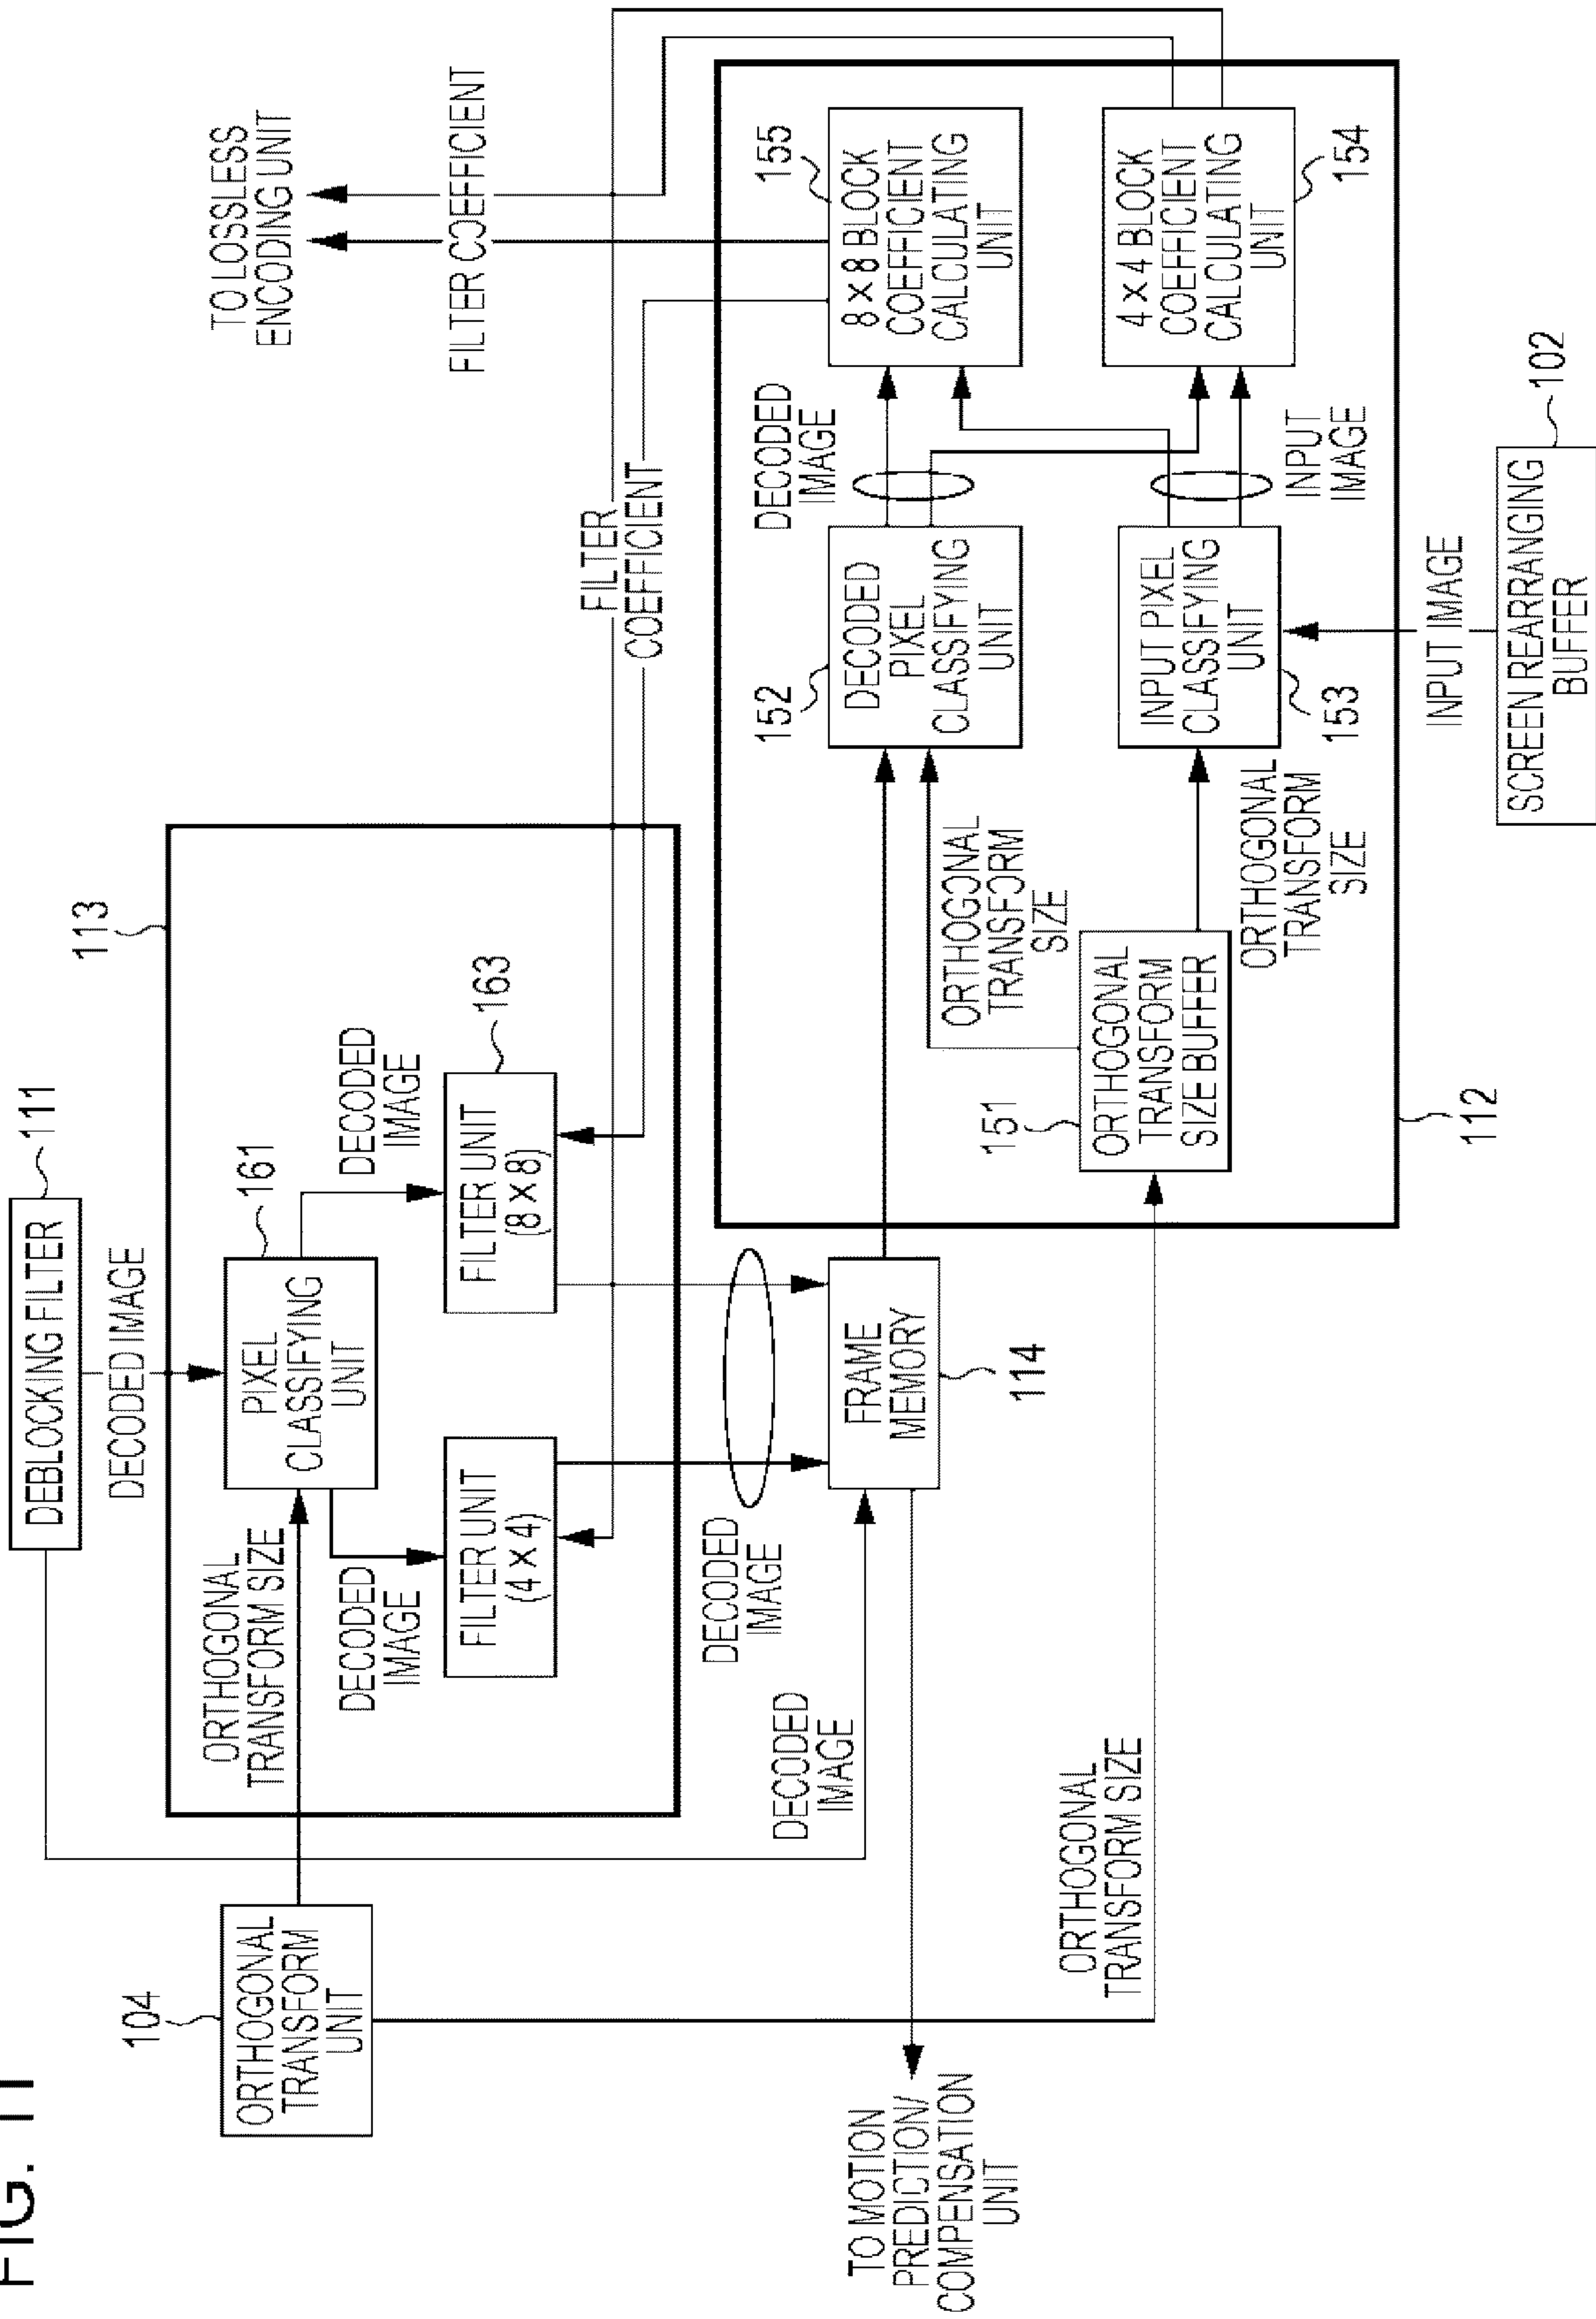 FIG. 11
104
ORTHOGONAL
TRANSFORM
UNIT
DEBLOCKING FILTER
111
DECODED IMAGE
113
ORTHOGONAL
TRANSFORM SIZE
PIXEL
CLASSIFYING
UNIT
161
DECODED
IMAGE
DECODED
IMAGE
FILTER UNIT
(4 × 4)
FILTER UNIT
(8 × 8)
163
TO LOSSLESS
ENCODING UNIT
FILTER COEFFICIENT
FILTER
COEFFICIENT
DECODED
IMAGE
DECODED
IMAGE
FRAME
MEMORY
114
TO MOTION
PREDICTION/
COMPENSATION
UNIT
ORTHOGONAL
TRANSFORM SIZE
151
ORTHOGONAL
TRANSFORM
SIZE BUFFER
ORTHOGONAL
TRANSFORM
SIZE
ORTHOGONAL
TRANSFORM
SIZE
152
DECODED
PIXEL
CLASSIFYING
UNIT
INPUT PIXEL
CLASSIFYING
UNIT
153
DECODED
IMAGE
INPUT
IMAGE
155
8 × 8 BLOCK
COEFFICIENT
CALCULATING
UNIT
4 × 4 BLOCK
COEFFICIENT
CALCULATING
UNIT
154
112
INPUT IMAGE
SCREEN REARRANGING
BUFFER
102